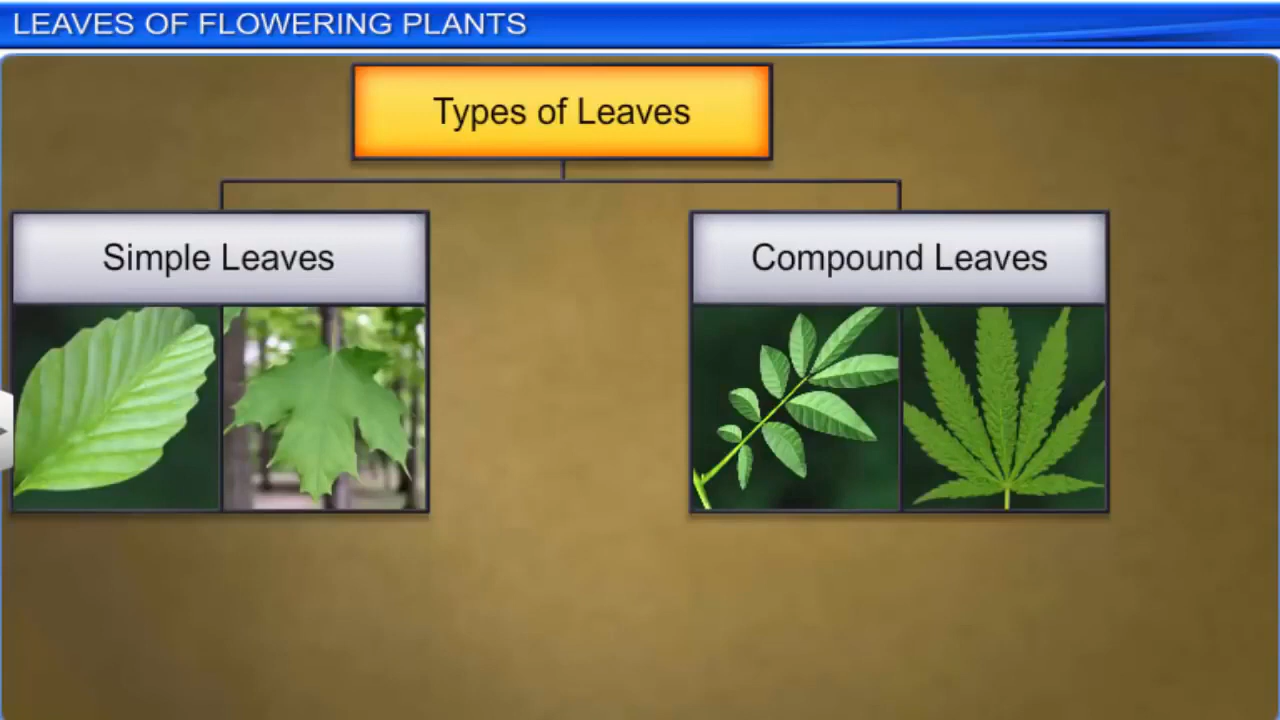 LEAVES OF FLOWERING PLANTS
Types of Leaves
Simple Leaves
Compound Leaves